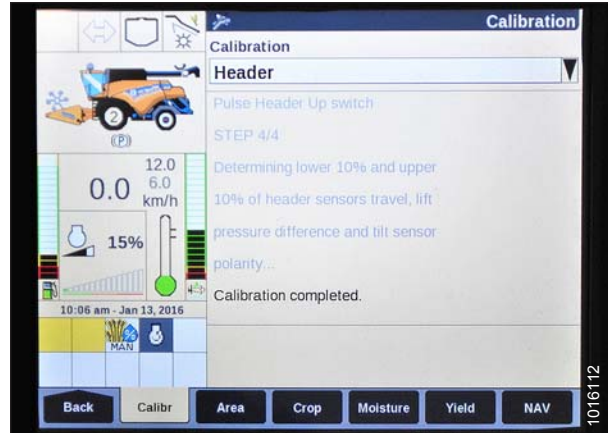 Calibration
Calibration
Header
Pulse Header Up switch
STEP 4/4
Determining lower 10% and upper
10% of header sensors travel, lift
pressure difference and tilt sensor
polarity...
Calibration completed.
2
(P)
12.0
0.0 6.0
km/h
15%
10:06 am - Jan 13, 2016
MAN
Back Calibr Area Crop Moisture Yield NAV
1016112